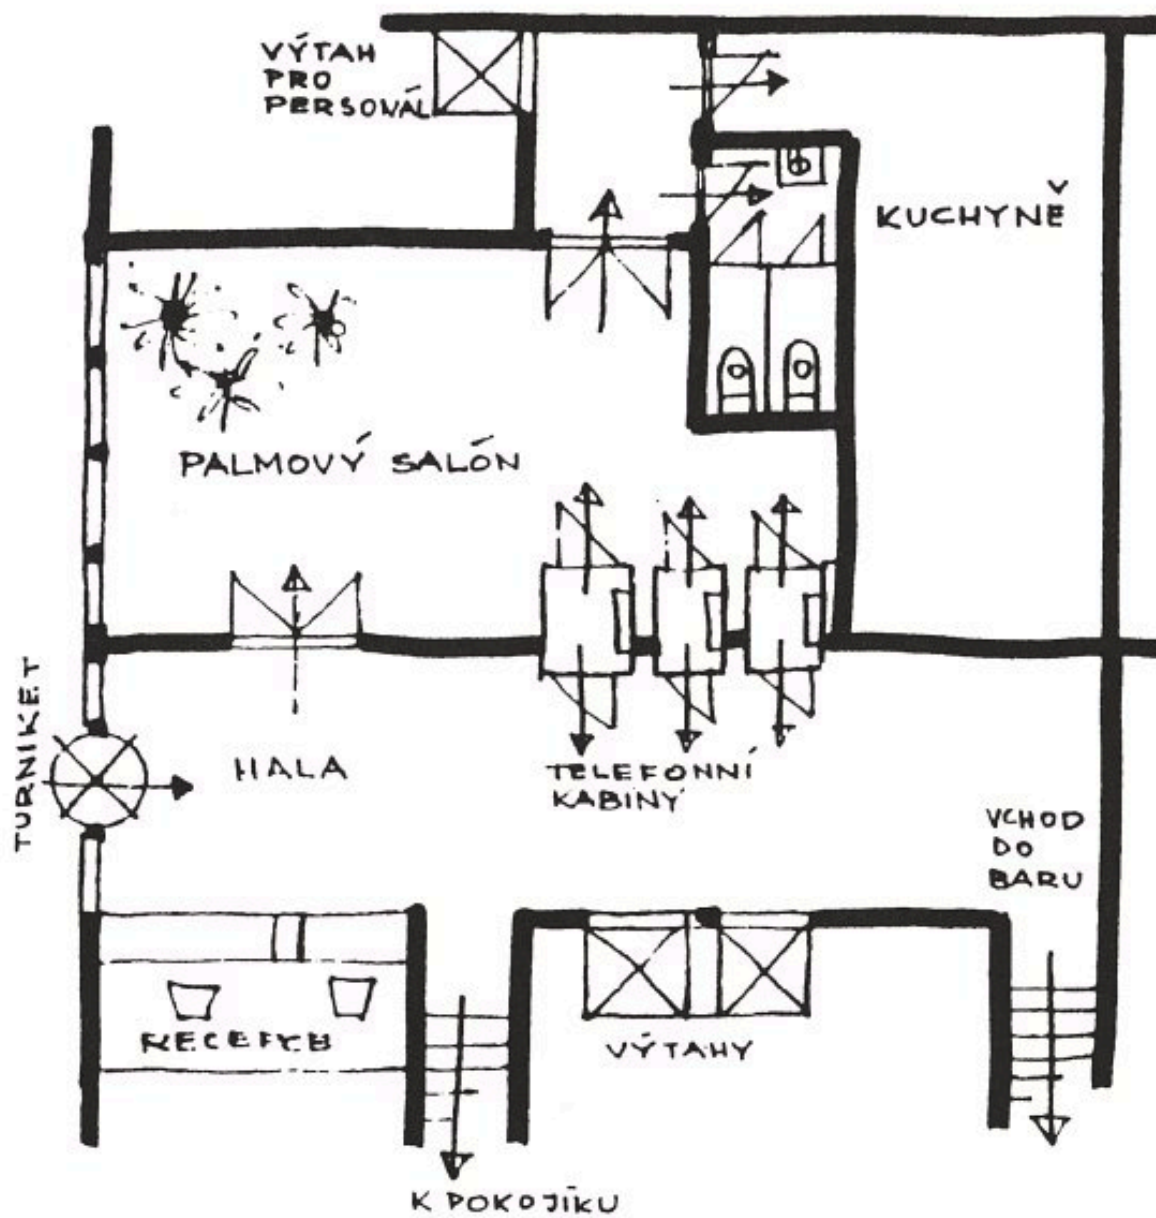 VÝTAH
PRO
PERSONÁL
KUCHYNĚ
PALMOVÝ SALÓN
TURNIKET
HALA
TELEFONNÍ
KABINY
VCHOD
DO
BARU
RECEPCE
VÝTAHY
K POKOJÍKU